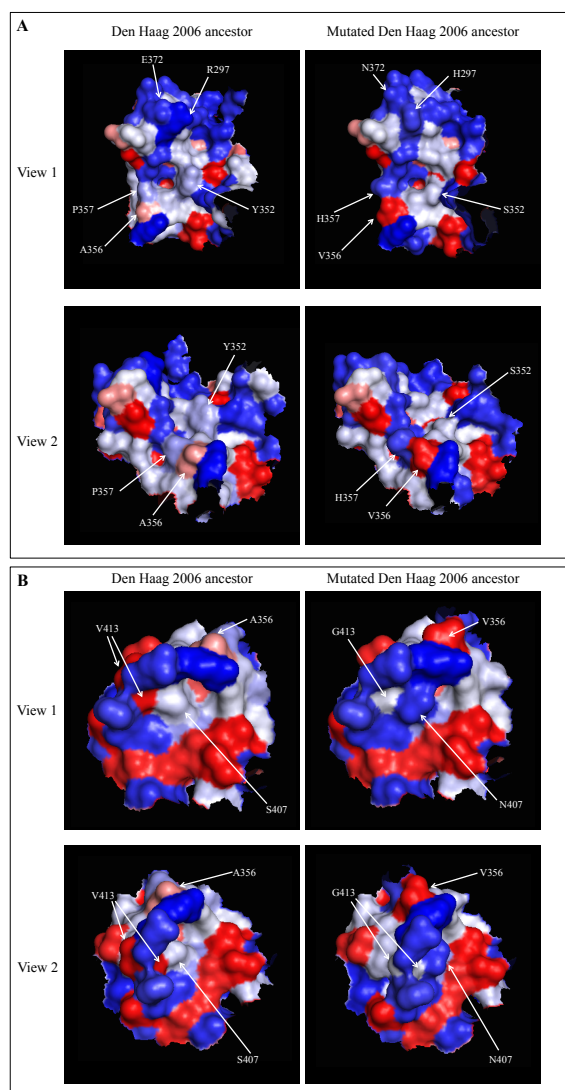 A
Den Haag 2006 ancestor
Mutated Den Haag 2006 ancestor
View 1
E372
R297
P357
A356
Y352
N372
H297
H357
V356
S352
View 2
Y352
P357
A356
S352
H357
V356
B
Den Haag 2006 ancestor
Mutated Den Haag 2006 ancestor
View 1
V413
A356
S407
G413
V356
N407
View 2
V413
A356
S407
G413
V356
N407